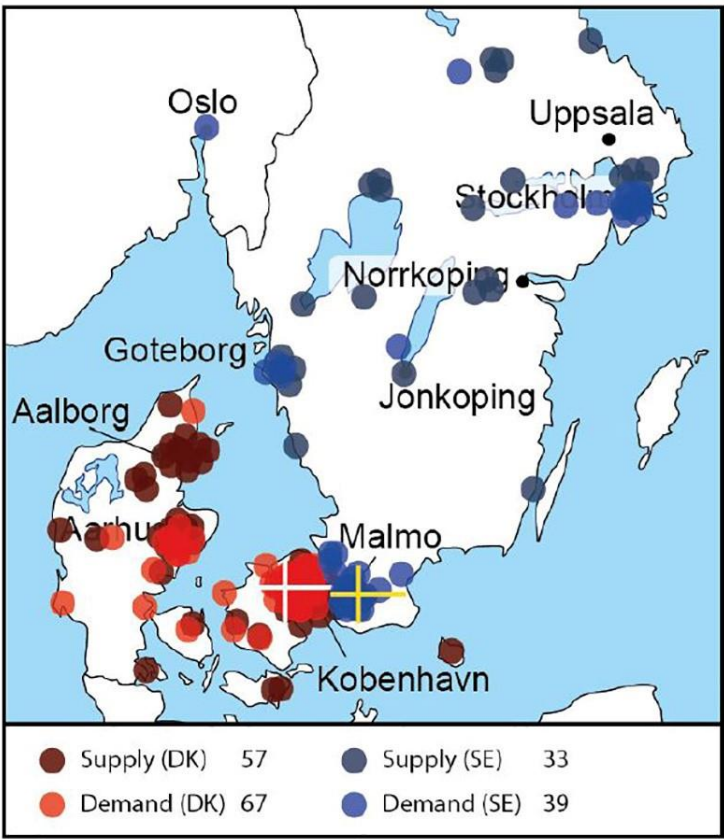 Oslo
Uppsala
Stockholm
Norrkoping
Goteborg
Jonkoping
Aalborg
Aarhus
Malmo
Kobenhavn
Supply (DK) 57
Supply (SE) 33
Demand (DK) 67
Demand (SE) 39